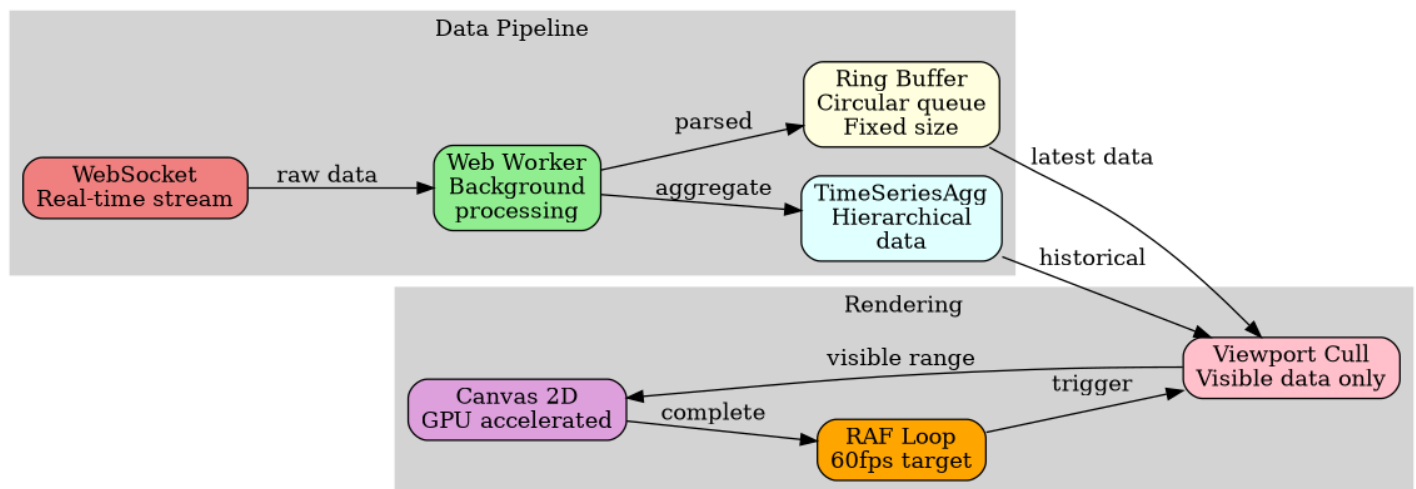 Data Pipeline
Ring Buffer
Circular queue
Fixed size
parsed
latest data
WebSocket
Real-time stream
raw data
Web Worker
Background
processing
aggregate
TimeSeriesAgg
Hierarchical
data
historical
Rendering
visible range
Viewport Cull
Visible data only
trigger
Canvas 2D
GPU accelerated
complete
RAF Loop
60fps target